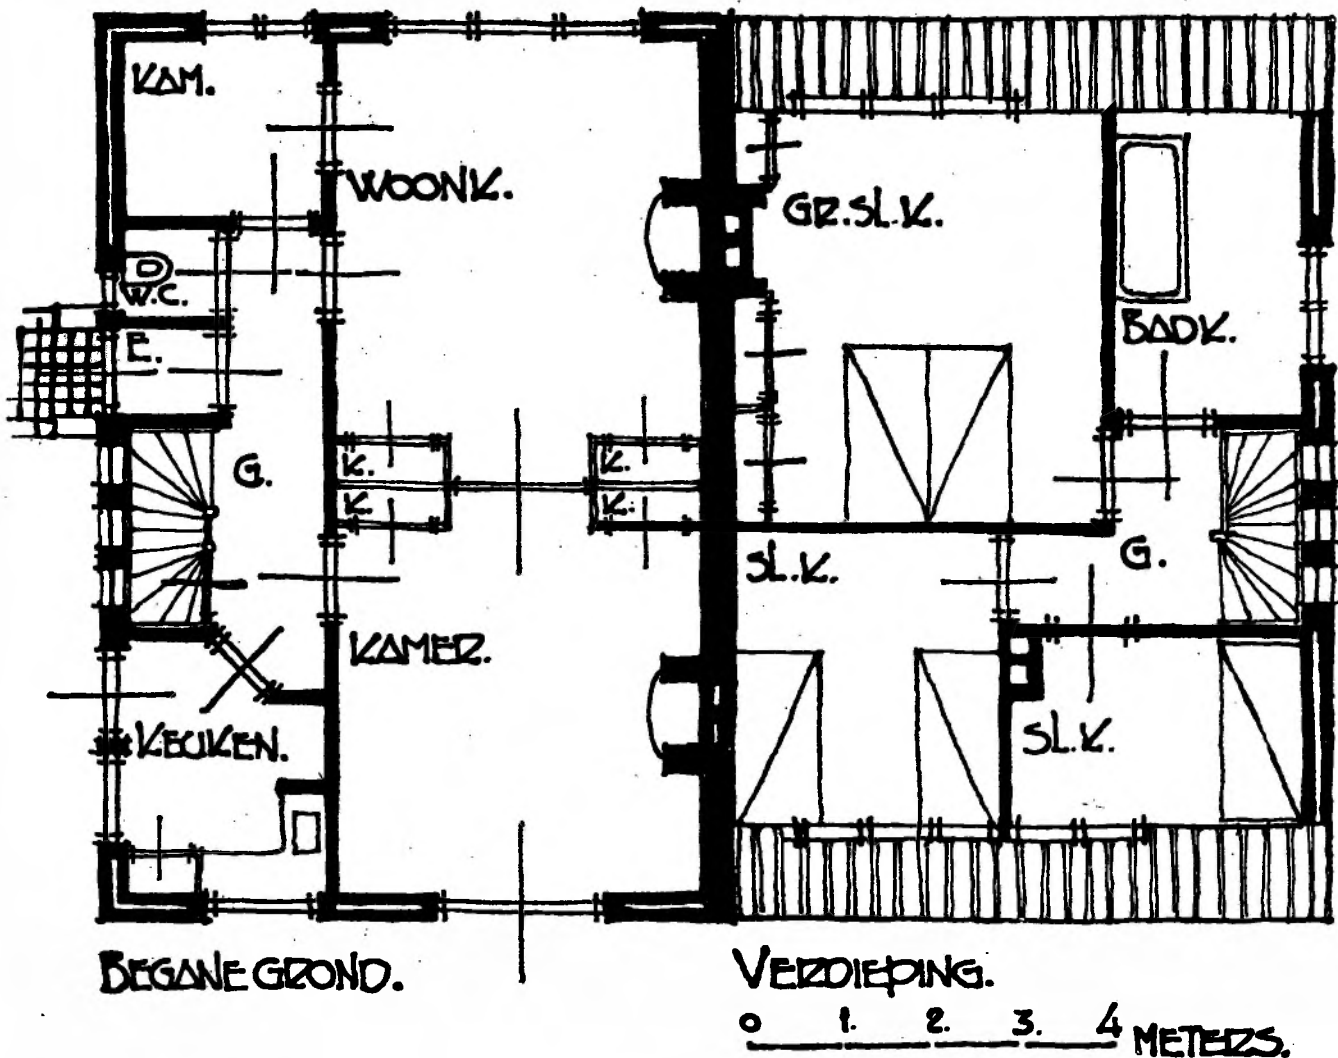 KAM.
WOONK.
GR.SL.K.
W.C.
E.
BADK.
G.
K.
K.
K.
K.
SL.K.
G.
KAMER.
KEUKEN.
SL.K.
BEGANE GROND.
VERDIEPING.
0 1. 2. 3. 4 METERS.